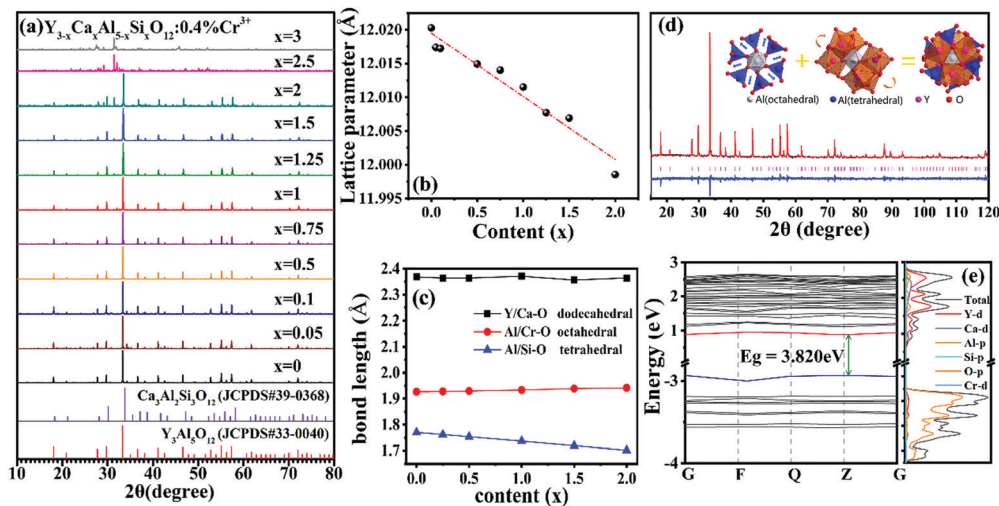 (a) Y3-xCaxAl5-xSixO12:0.4%Cr3+
x=3
x=2.5
x=2
x=1.5
x=1.25
x=1
x=0.75
x=0.5
x=0.1
x=0.05
x=0
Ca3Al2Si3O12 (JCPDS#39-0368)
Y3Al5O12 (JCPDS#33-0040)
10 20 30 40 50 60 70 80
2θ(degree)
Lattice parameter (Å)
12.020
12.015
12.010
12.005
12.000
11.995
(b)
0.0 0.5 1.0 1.5 2.0
Content (x)
bond length (Å)
2.4
2.3
2.2
2.1
2.0
1.9
1.8
1.7
(c)
Y/Ca-O dodecahedral
Al/Cr-O octahedral
Al/Si-O tetrahedral
0.0 0.5 1.0 1.5 2.0
content (x)
(d)
+
=
Al(octahedral) Al(tetrahedral) Y O
20 30 40 50 60 70 80 90 100 110 120
2θ (degree)
Energy (eV)
3
2
1
-3
-4
Eg = 3.820eV
G F Q Z G
(e)
Total
Y-d
Ca-d
Al-p
Si-p
O-p
Cr-d